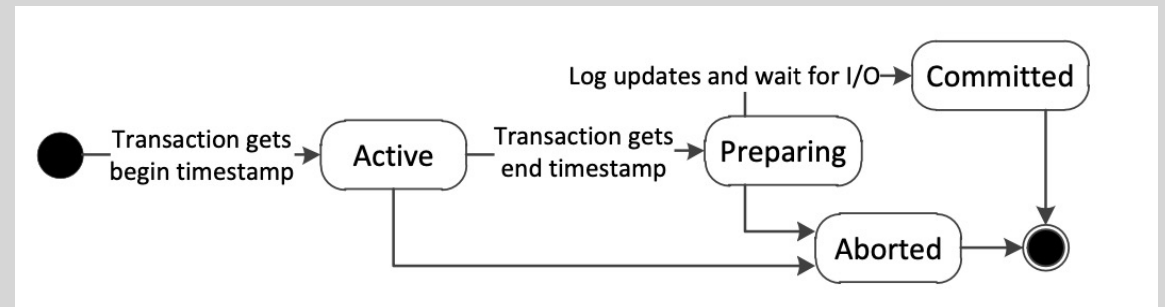 Log updates and wait for I/O
Committed
Transaction gets
begin timestamp
Active
Transaction gets
end timestamp
Preparing
Aborted